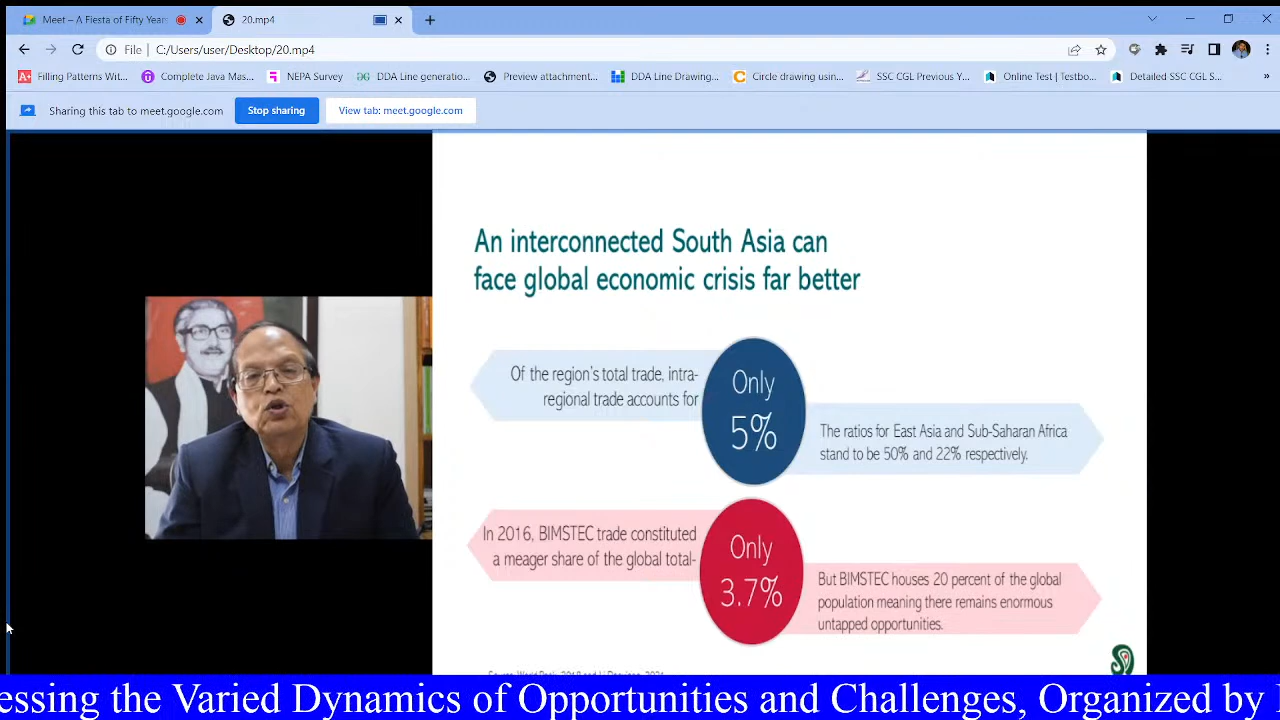 Meet – A Fiesta of Fifty Years
20.mp4
File
C:/Users/user/Desktop/20.mp4
Filling Patterns Wit...
Complete Java Mas...
NEPA Survey
DDA Line generatio...
Preview attachment...
DDA Line Drawing...
Circle drawing usin...
SSC CGL Previous Y...
Online Test | Testbo...
Detailed SSC CGL S...
Sharing this tab to meet.google.com
Stop sharing
View tab: meet.google.com
An interconnected South Asia can
face global economic crisis far better
Of the region's total trade, intra-
regional trade accounts for
Only
5%
The ratios for East Asia and Sub-Saharan Africa
stand to be 50% and 22% respectively.
In 2016, BIMSTEC trade constituted
a meager share of the global total-
Only
3.7%
But BIMSTEC houses 20 percent of the global
population meaning there remains enormous
untapped opportunities.
essing the Varied Dynamics of Opportunities and Challenges, Organized by